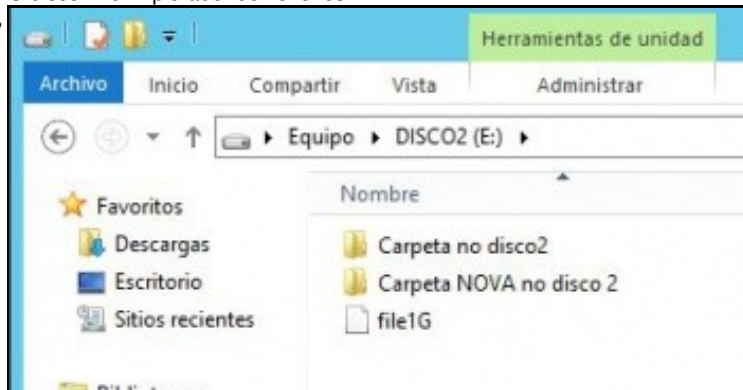 Herramientas de unidad
Archivo Inicio Compartir Vista Administrar
Equipo DISCO2 (E:)
Favoritos
Descargas
Escritorio
Sitios recientes
Nombre
Carpeta no disco2
Carpeta NOVA no disco 2
file1G